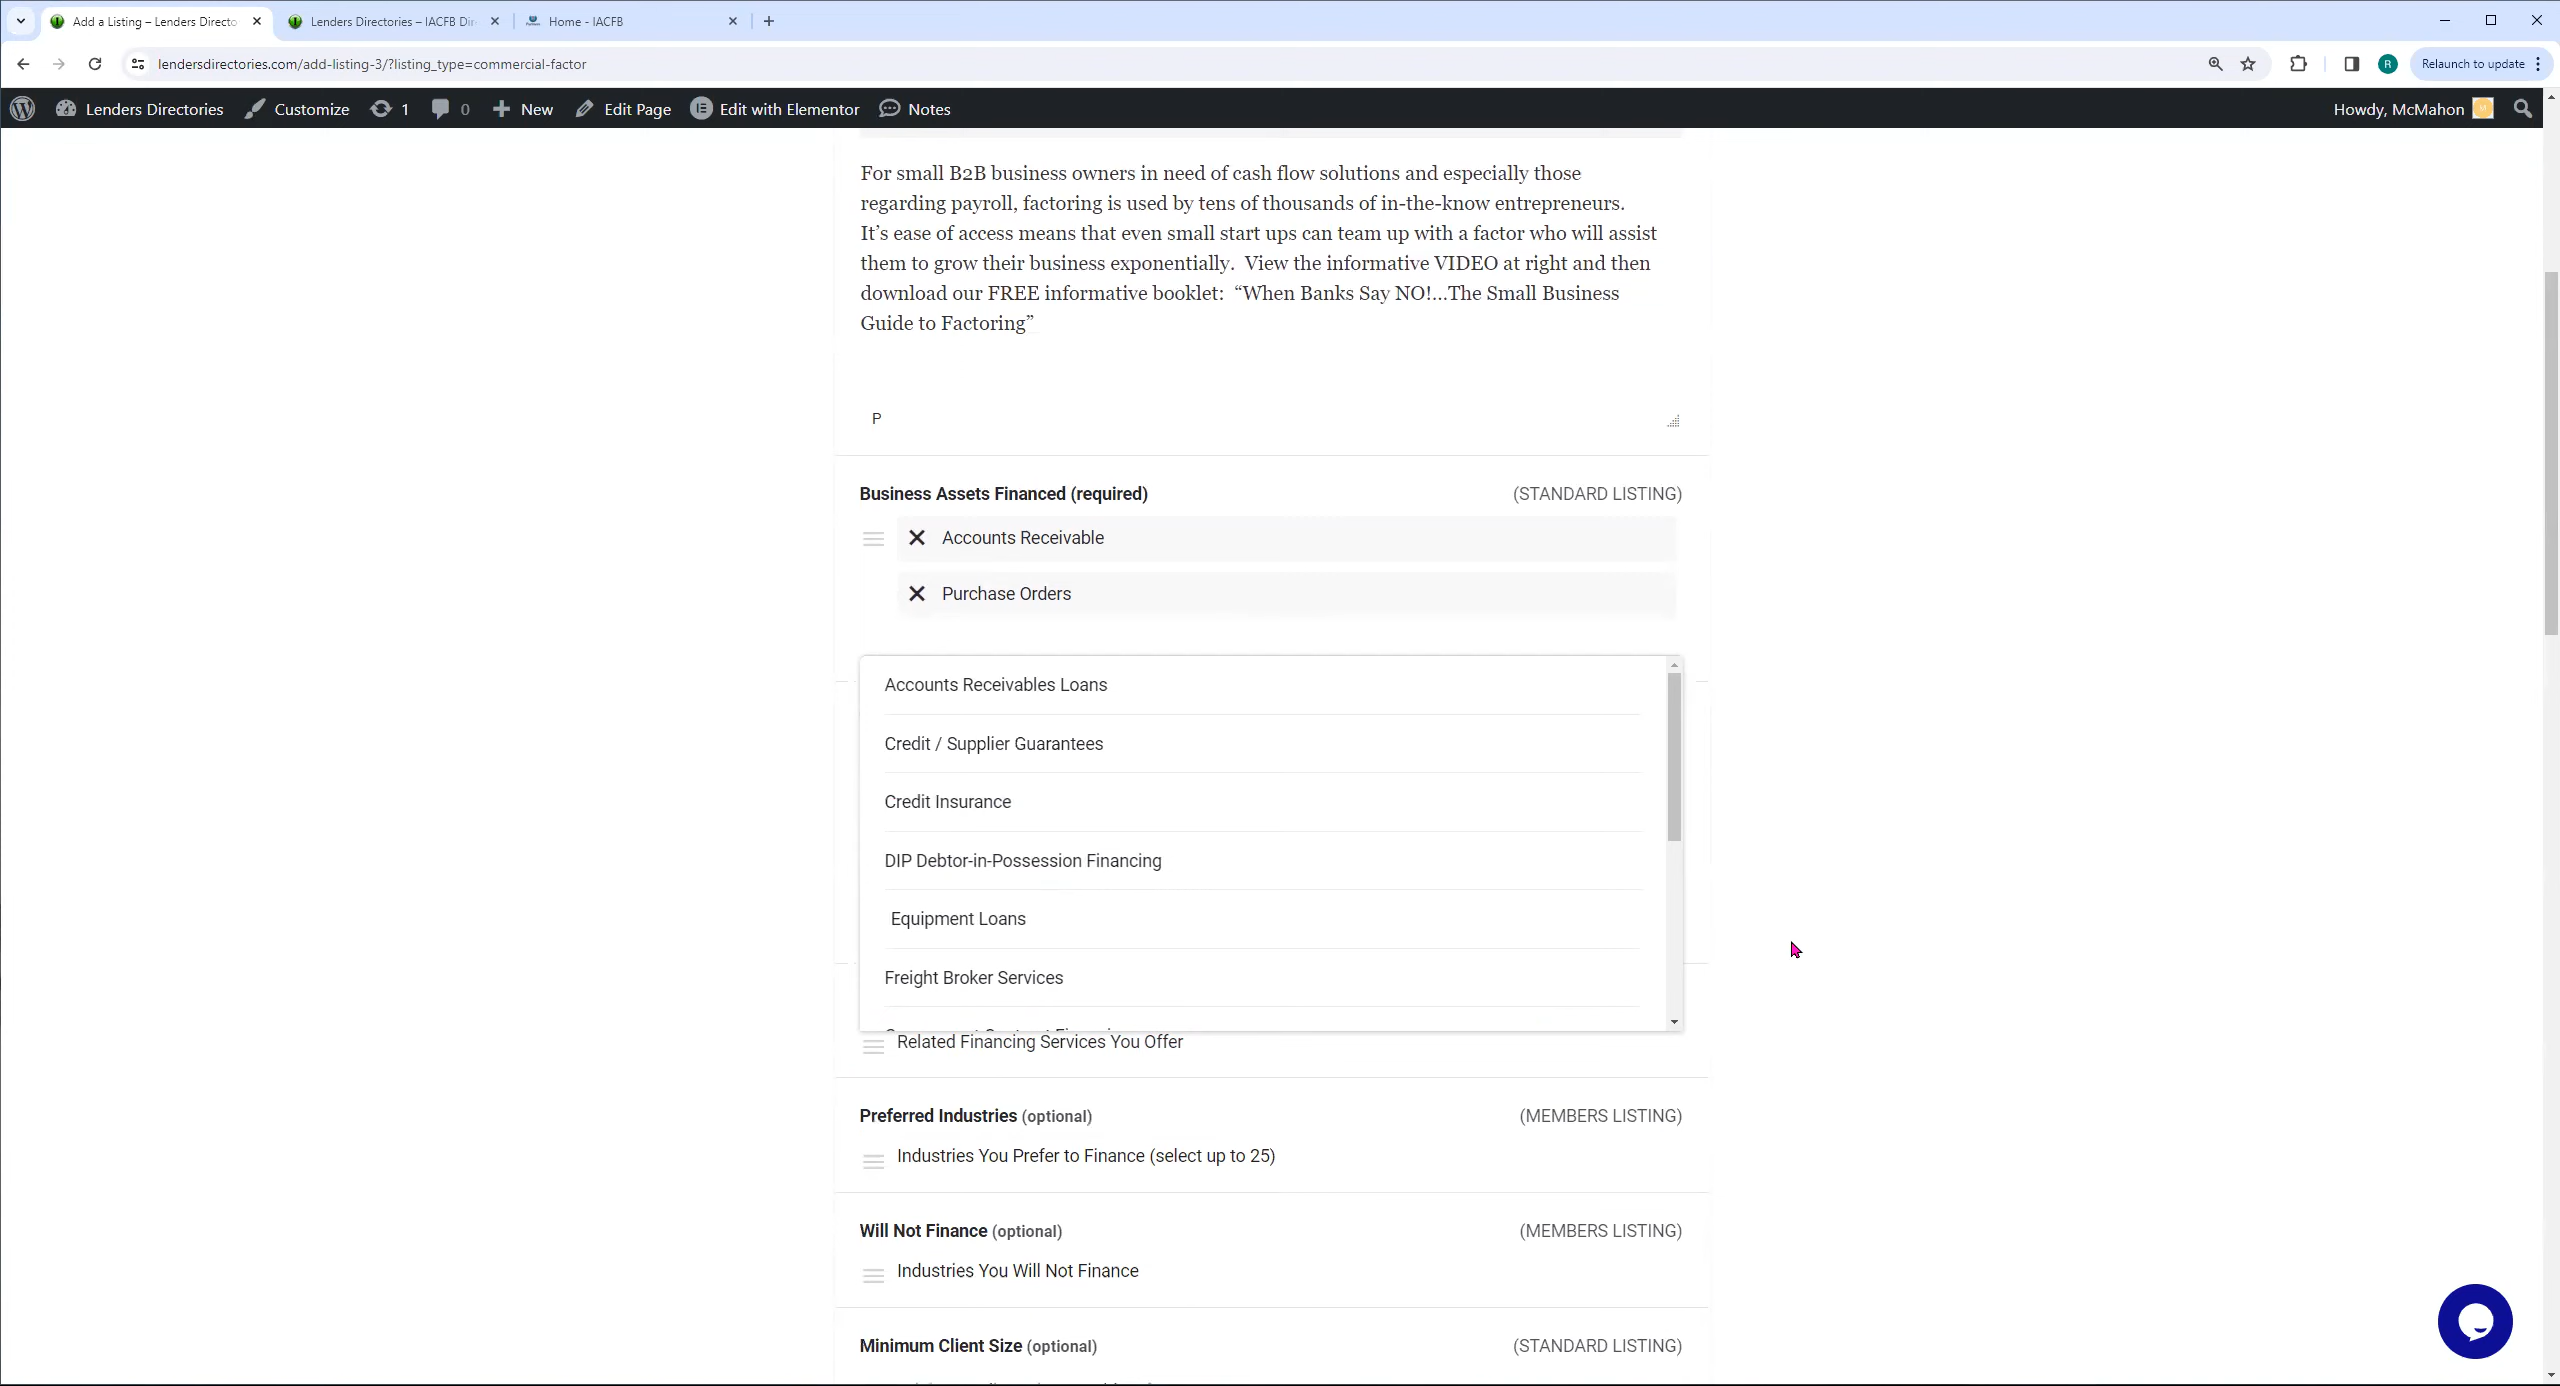 Add a Listing – Lenders Directo
Lenders Directories – IACFB Dir
Home - IACFB
lendersdirectories.com/add-listing-3/?listing_type=commercial-factor
R
Relaunch to update
Lenders Directories
Customize
1
0
New
Edit Page
Edit with Elementor
Notes
Howdy, McMahon
For small B2B business owners in need of cash flow solutions and especially those
regarding payroll, factoring is used by tens of thousands of in-the-know entrepreneurs.
It’s ease of access means that even small start ups can team up with a factor who will assist
them to grow their business exponentially.  View the informative VIDEO at right and then
download our FREE informative booklet:  “When Banks Say NO!...The Small Business
Guide to Factoring”
P
Business Assets Financed (required) (STANDARD LISTING)
Accounts Receivable
Purchase Orders
Accounts Receivables Loans
Credit / Supplier Guarantees
Credit Insurance
DIP Debtor-in-Possession Financing
Equipment Loans
Freight Broker Services
Related Financing Services You Offer
Preferred Industries (optional) (MEMBERS LISTING)
Industries You Prefer to Finance (select up to 25)
Will Not Finance (optional) (MEMBERS LISTING)
Industries You Will Not Finance
Minimum Client Size (optional) (STANDARD LISTING)